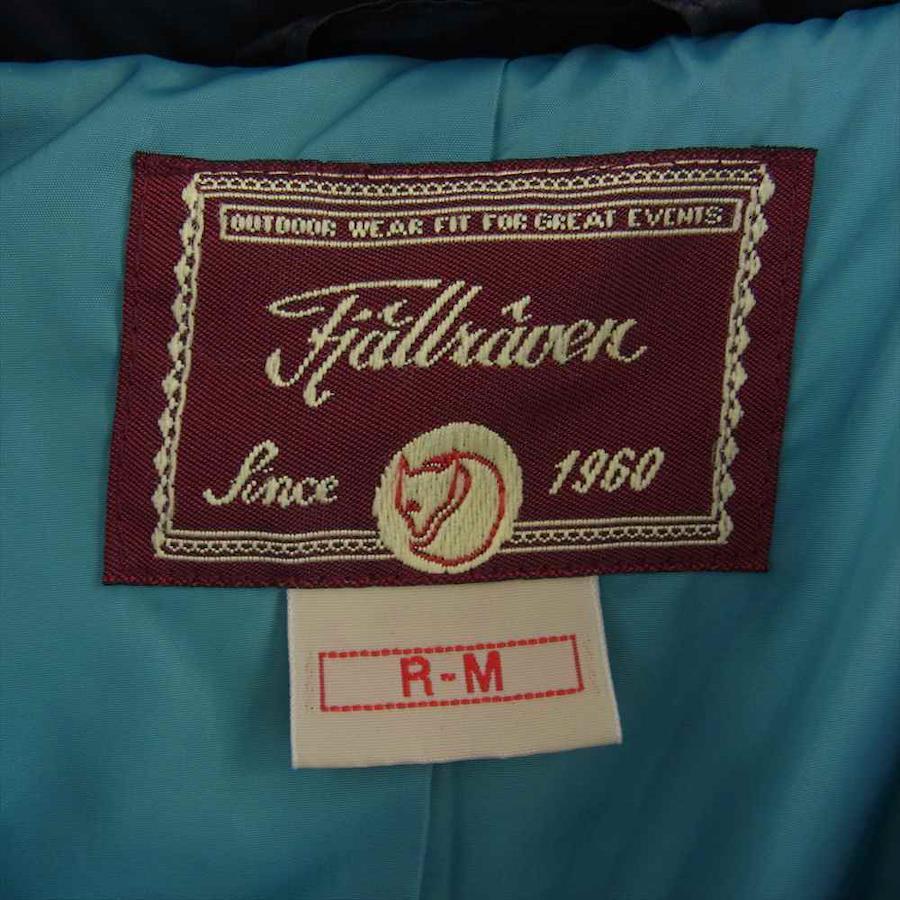 OUTDOOR WEAR FIT FOR GREAT EVENTS
Fjällräven
Since 1960
R-M